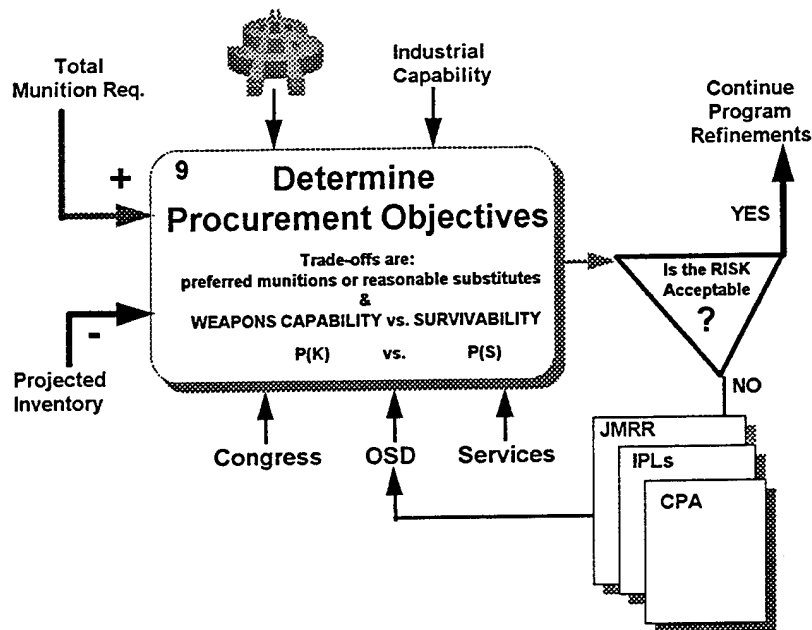 Total
Munition Req.
Industrial
Capability
Continue
Program
Refinements
+
9
Determine
Procurement Objectives
YES
Trade-offs are:
preferred munitions or reasonable substitutes
&
WEAPONS CAPABILITY vs. SURVIVABILITY
P(K) vs. P(S)
Is the RISK
Acceptable
?
-
Projected
Inventory
NO
Congress
OSD
Services
JMRR
IPLs
CPA